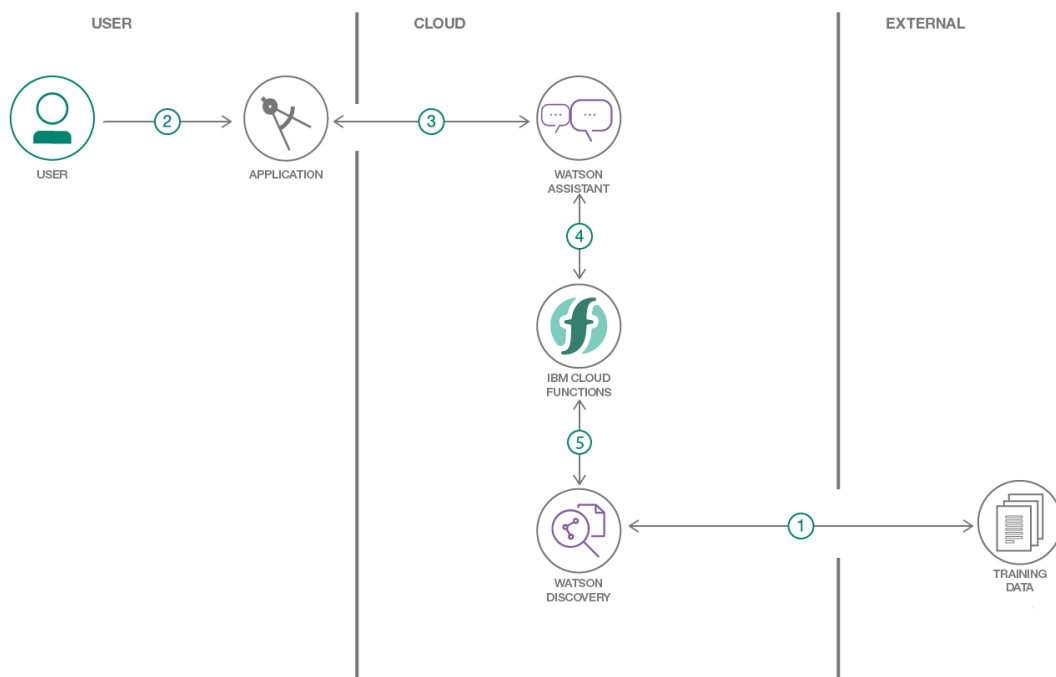 USER
CLOUD
EXTERNAL
2
3
USER
APPLICATION
WATSON
ASSISTANT
4
IBM CLOUD
FUNCTIONS
5
1
WATSON
DISCOVERY
TRAINING
DATA